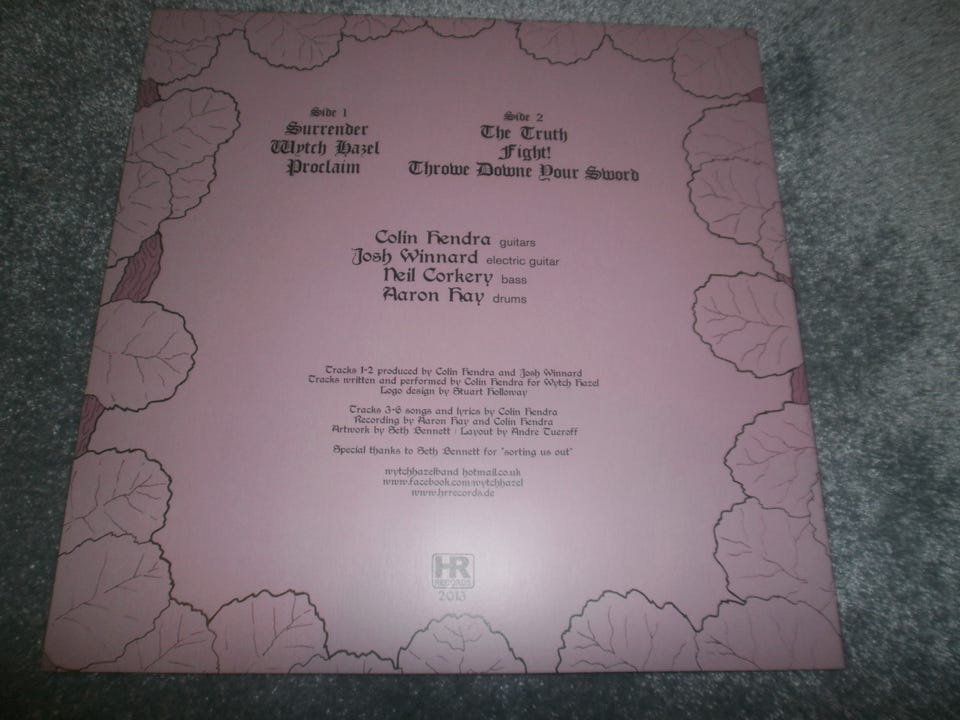 Side 1
Surrender
Wytch Hazel
Proclaim
Side 2
The Truth
Fight!
Throwe Downe Your Sword
Colin Hendra guitars
Josh Winnard electric guitar
Neil Corkery bass
Aaron Hay drums
Tracks 1-2 produced by Colin Hendra and Josh Winnard
Tracks written and performed by Colin Hendra for Wytch Hazel
Logo design by Stuart Holloway
Tracks 3-6 songs and lyrics by Colin Hendra
Recording by Aaron Hay and Colin Hendra
Artwork by Seth Bennett : Layout by Andre Tueroff
Special thanks to Seth Bennett for "sorting us out"
wytchhazelband hotmail.co.uk
www.facebook.com/wytchhazel
www.hrrecords.de
HR
RECORDS
2013